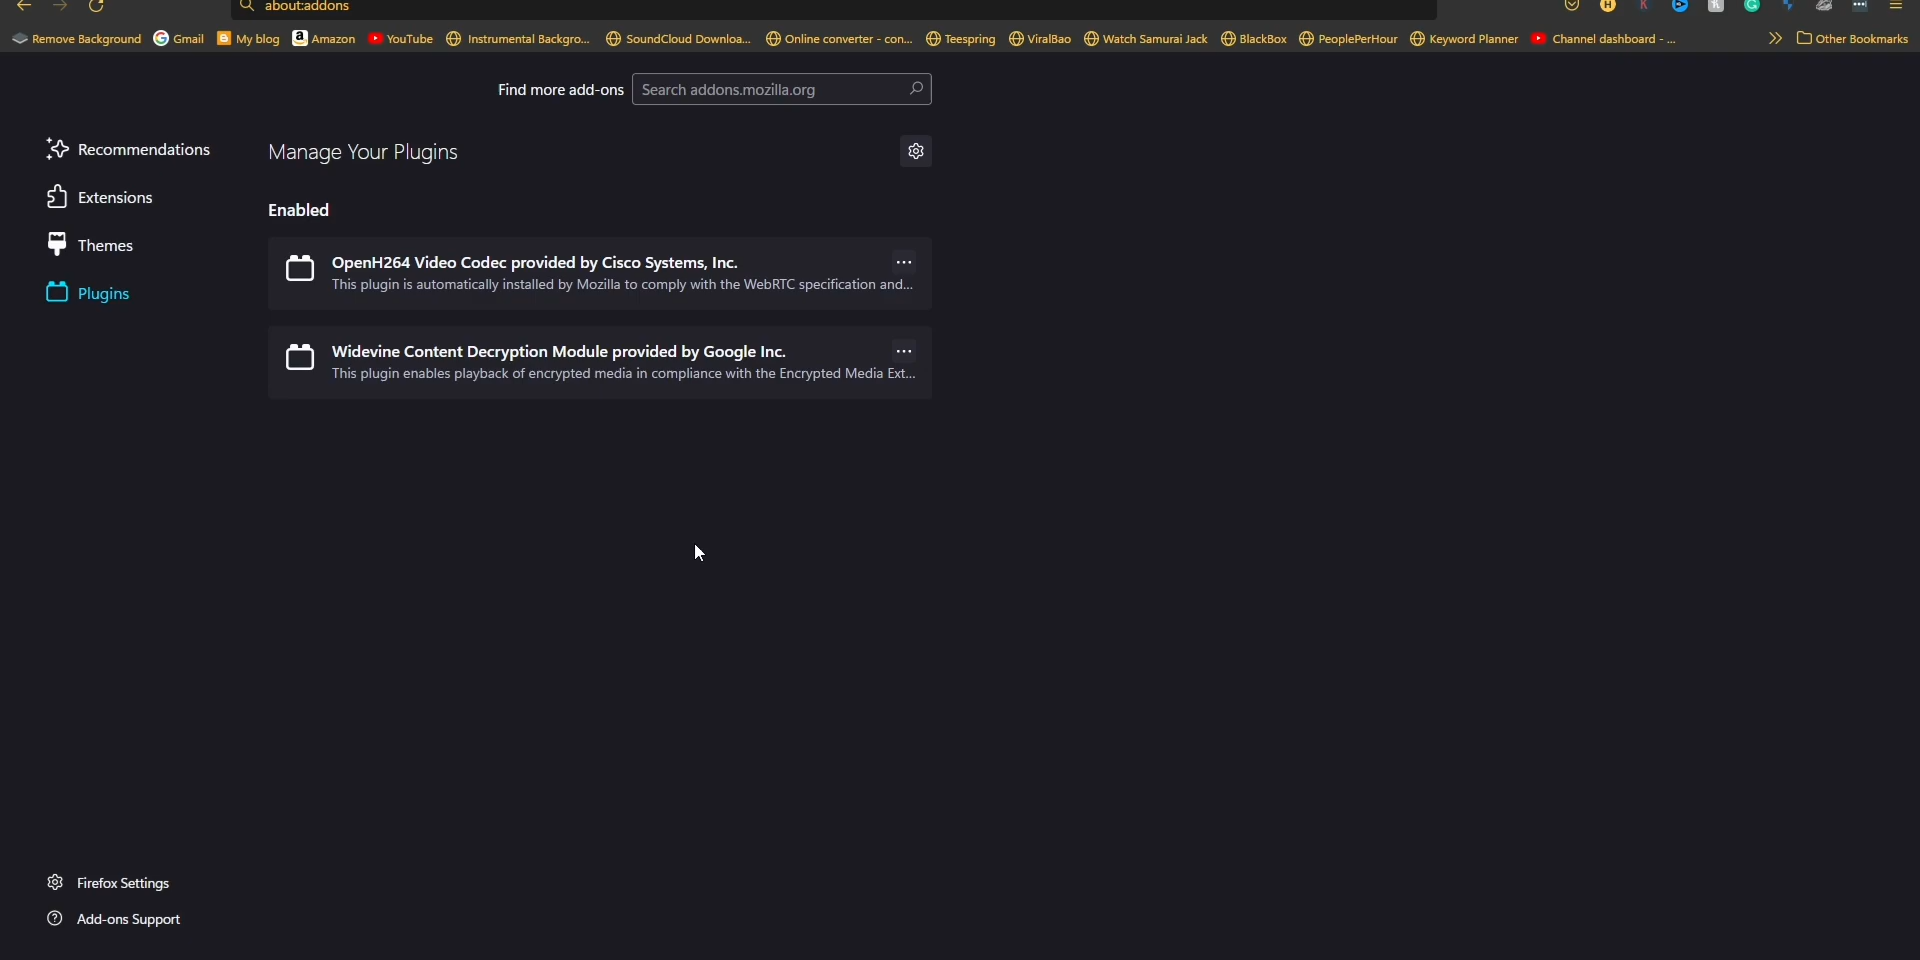 about:addons
Remove Background Gmail My blog Amazon YouTube Instrumental Backgro... SoundCloud Downloa... Online converter - con... Teespring ViralBao Watch Samurai Jack BlackBox PeoplePerHour Keyword Planner Channel dashboard - ... Other Bookmarks
Find more add-ons Search addons.mozilla.org
Recommendations
Manage Your Plugins
Extensions
Enabled
Themes
OpenH264 Video Codec provided by Cisco Systems, Inc.
This plugin is automatically installed by Mozilla to comply with the WebRTC specification and...
Plugins
Widevine Content Decryption Module provided by Google Inc.
This plugin enables playback of encrypted media in compliance with the Encrypted Media Ext...
Firefox Settings
Add-ons Support